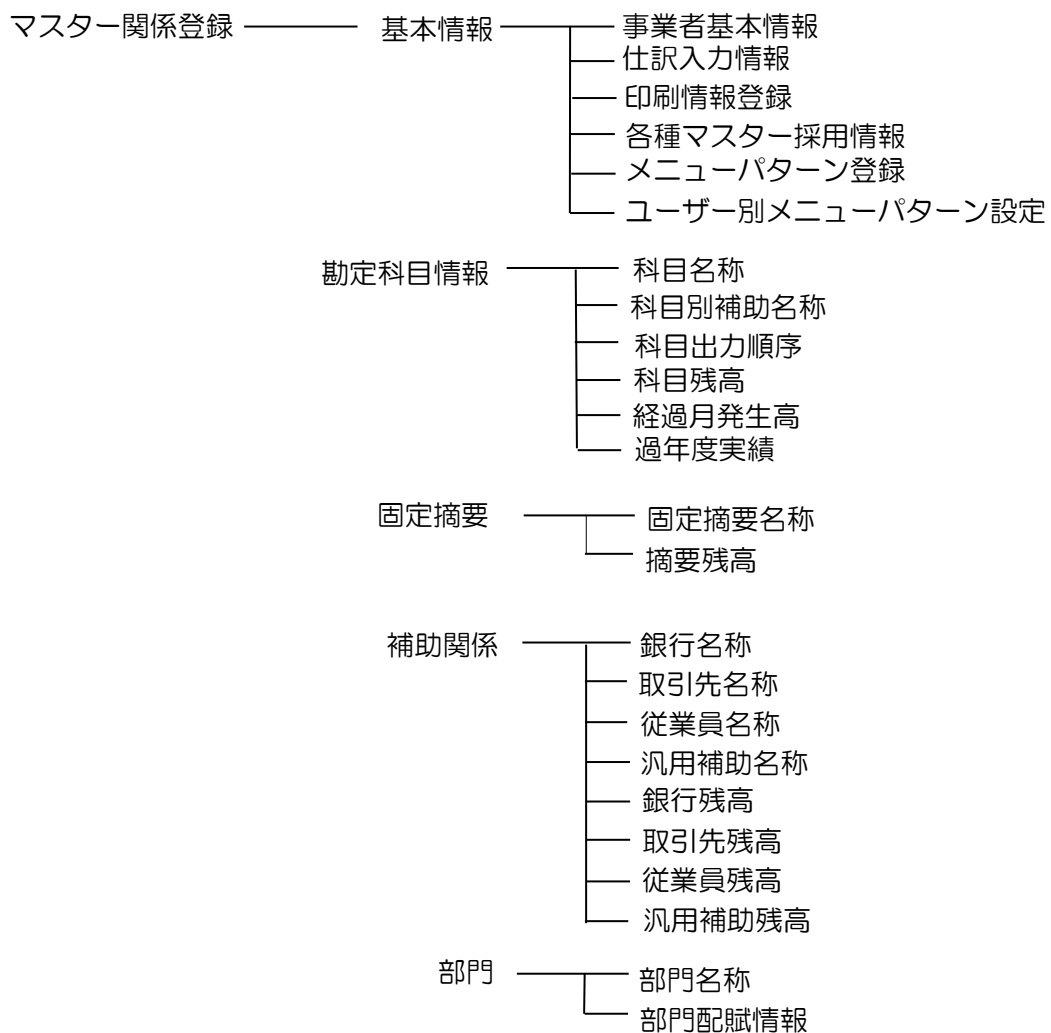 マスター関係登録 基本情報 事業者基本情報
仕訳入力情報
印刷情報登録
各種マスター採用情報
メニューパターン登録
ユーザー別メニューパターン設定
勘定科目情報 科目名称
科目別補助名称
科目出力順序
科目残高
経過月発生高
過年度実績
固定摘要 固定摘要名称
摘要残高
補助関係 銀行名称
取引先名称
従業員名称
汎用補助名称
銀行残高
取引先残高
従業員残高
汎用補助残高
部門 部門名称
部門配賦情報